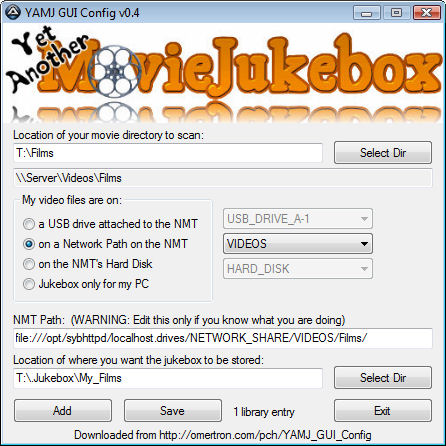 YAMJ GUI Config v0.4
Yet Another MovieJukebox
Location of your movie directory to scan:
T:\Films
Select Dir
\\Server\Videos\Films
My video files are on:
a USB drive attached to the NMT
USB_DRIVE_A-1
on a Network Path on the NMT
VIDEOS
on the NMT's Hard Disk
HARD_DISK
Jukebox only for my PC
NMT Path: (WARNING: Edit this only if you know what you are doing)
file:///opt/sybhttpd/localhost.drives/NETWORK_SHARE/VIDEOS/Films/
Location of where you want the jukebox to be stored:
T:\.Jukebox\My_Films
Select Dir
Add
Save
1 library entry
Exit
Downloaded from http://omertron.com/pch/YAMJ_GUI_Config